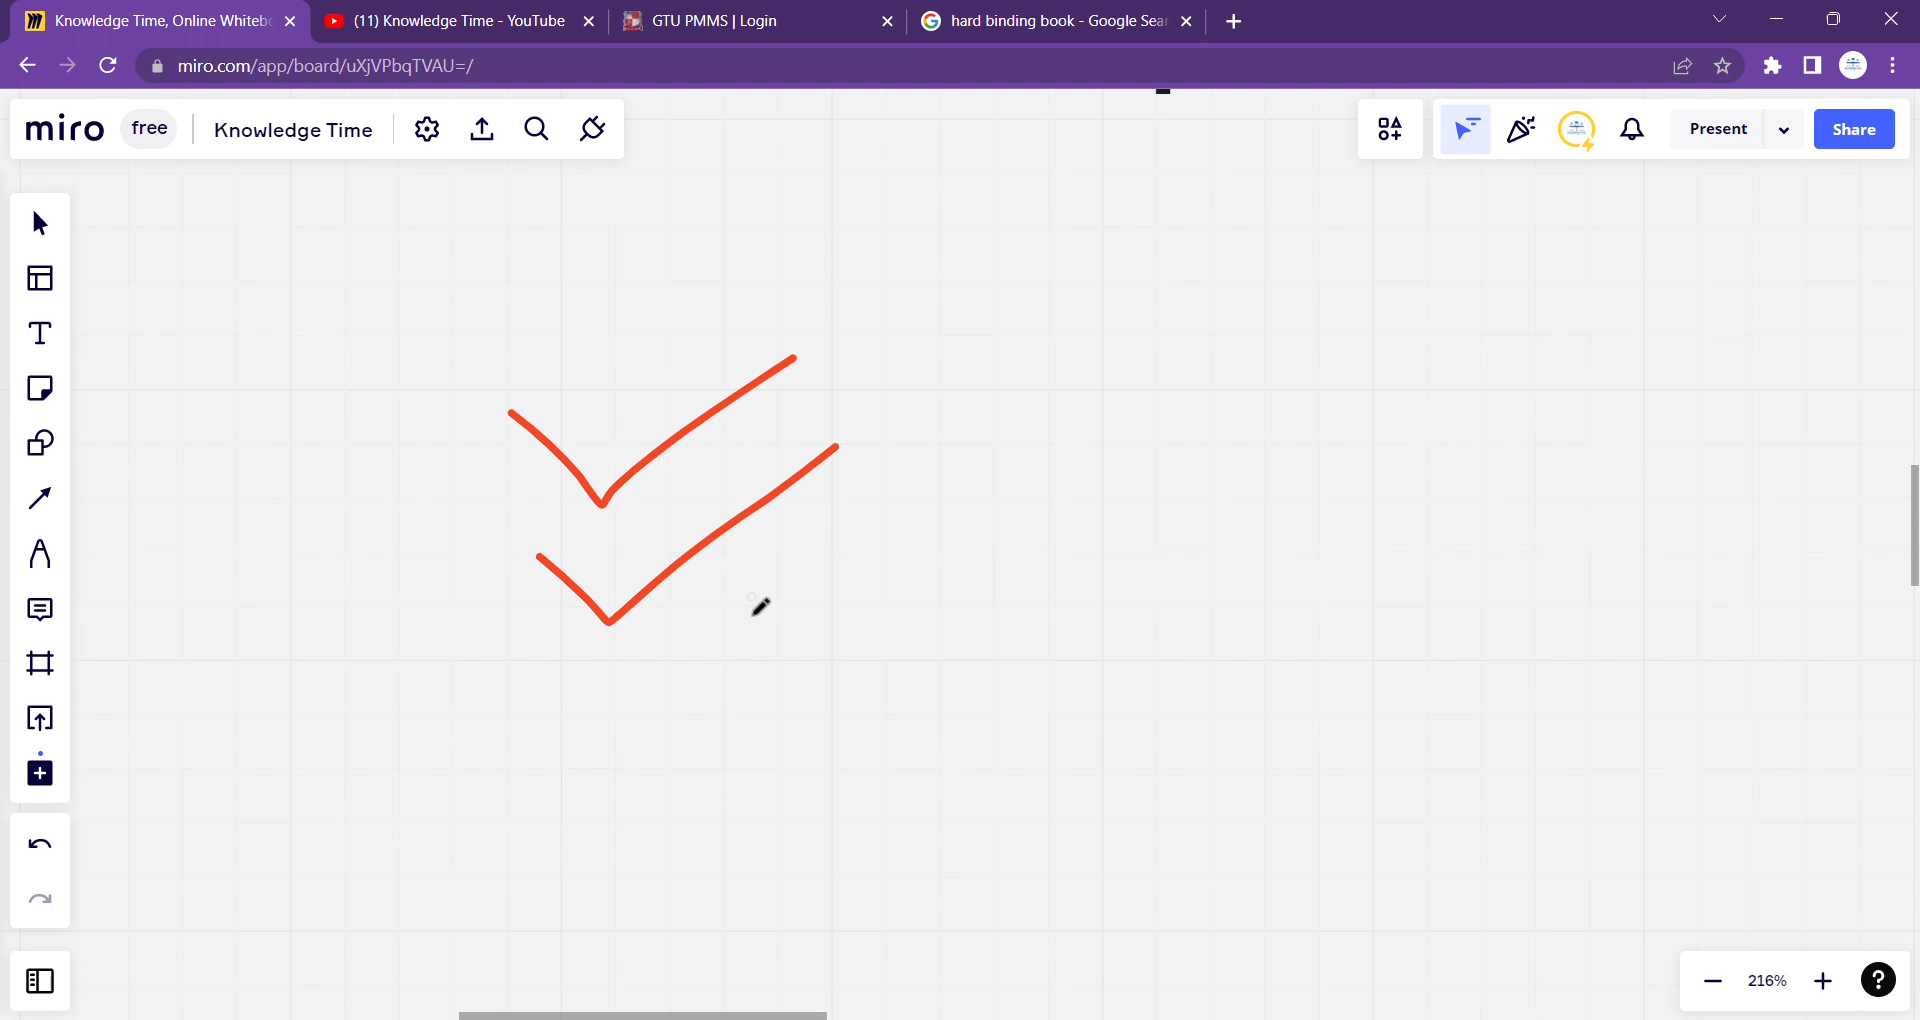 Knowledge Time, Online Whitebo
(11) Knowledge Time - YouTube
GTU PMMS | Login
hard binding book - Google Sear
miro.com/app/board/uXjVPbqTVAU=/
miro free Knowledge Time
Present
Share
216%